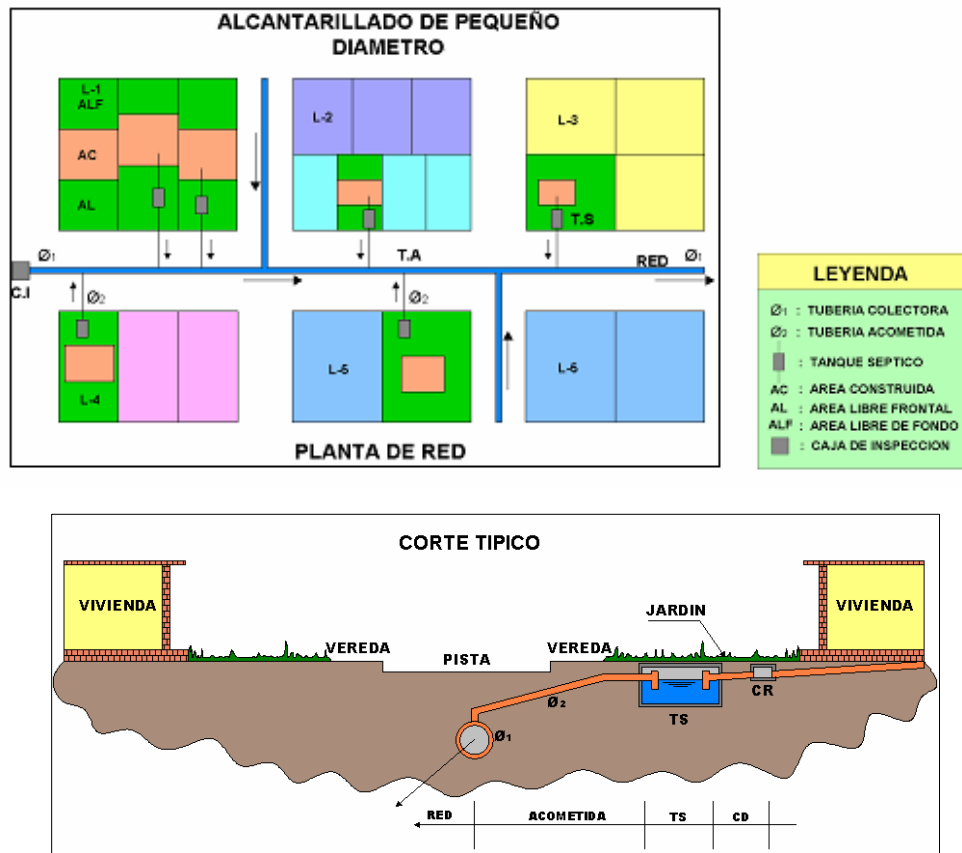 ALCANTARILLADO DE PEQUEÑO
DIAMETRO
L-1
ALF
L-2
L-3
AC
AL
T.S
Ø1
T.A
RED
Ø1
C.I
Ø2
Ø2
L-4
L-5
L-5
PLANTA DE RED
LEYENDA
Ø1 : TUBERIA COLECTORA
Ø2 : TUBERIA ACOMETIDA
: TANQUE SEPTICO
AC : AREA CONSTRUIDA
AL : AREA LIBRE FRONTAL
ALF : AREA LIBRE DE FONDO
: CAJA DE INSPECCION
CORTE TIPICO
VIVIENDA
VIVIENDA
JARDIN
VEREDA
VEREDA
PISTA
CR
Ø2
TS
Ø1
RED
ACOMETIDA
TS
CD